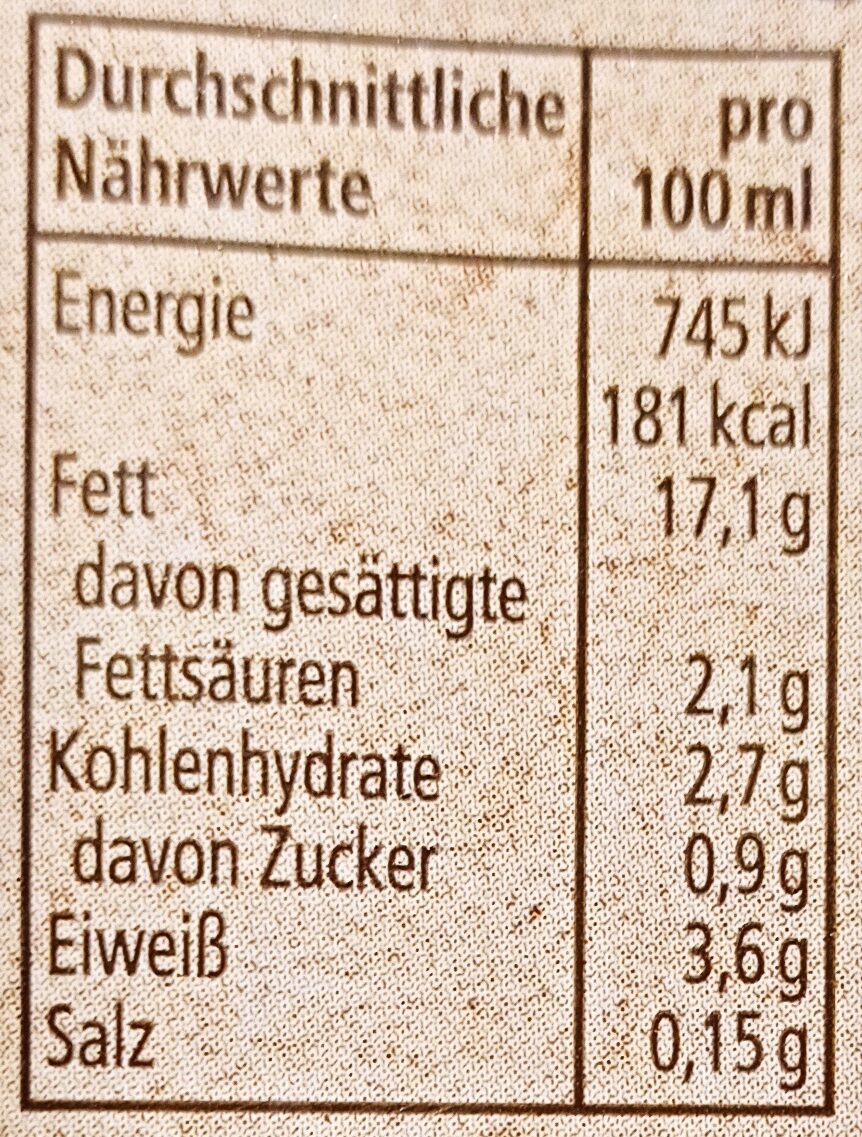 Durchschnittliche pro
Nährwerte 100 ml
Energie 745 kJ
181 kcal
Fett 17,1 g
davon gesättigte
Fettsäuren 2,1 g
Kohlenhydrate 2,7 g
davon Zucker 0,9 g
Eiweiß 3,6 g
Salz 0,15 g